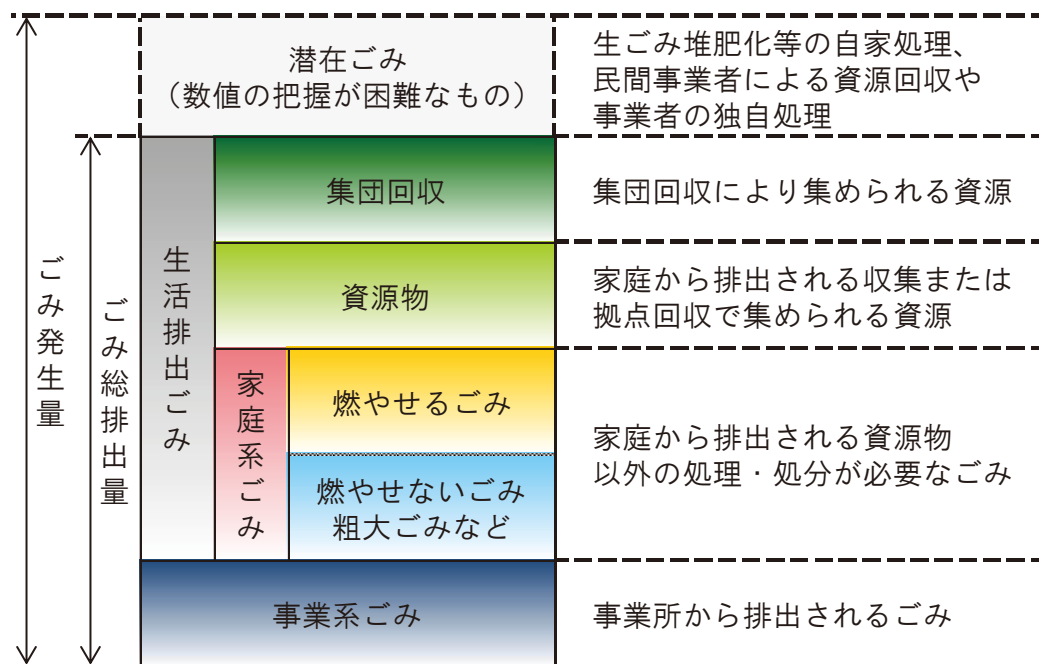 潜在ごみ
（数値の把握が困難なもの）
生ごみ堆肥化等の自家処理、
民間事業者による資源回収や
事業者の独自処理
ごみ発生量
ごみ総排出量
生活排出ごみ
集団回収
集団回収により集められる資源
資源物
家庭から排出される収集または
拠点回収で集められる資源
家庭系ごみ
燃やせるごみ
燃やせないごみ
粗大ごみなど
家庭から排出される資源物
以外の処理・処分が必要なごみ
事業系ごみ
事業所から排出されるごみ